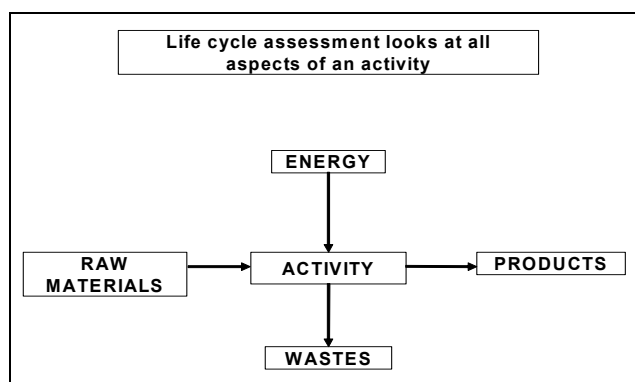 Life cycle assessment looks at all
aspects of an activity
ENERGY
RAW
MATERIALS
ACTIVITY
PRODUCTS
WASTES